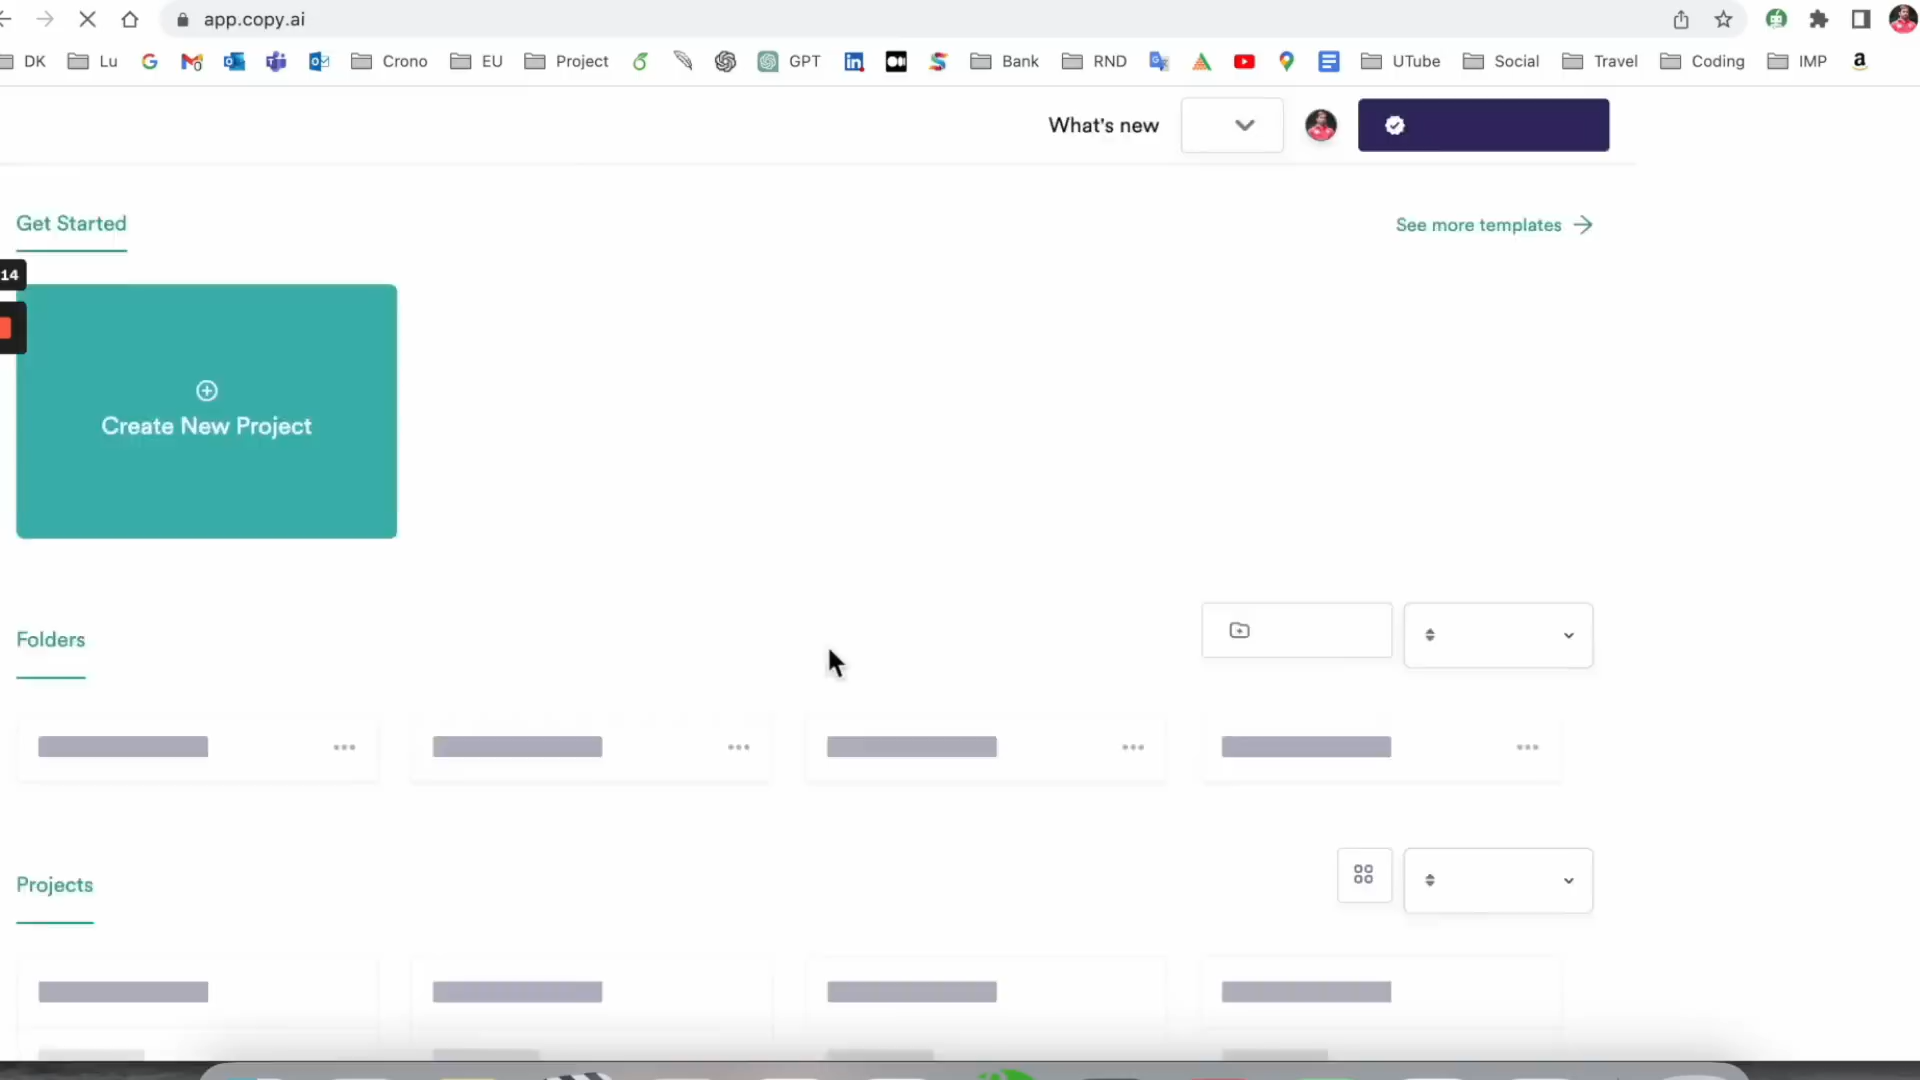 app.copy.ai
DK Lu Crono EU Project GPT Bank RND UTube Social Travel Coding IMP
What's new
Get Started
See more templates
14
Create New Project
Folders
Projects